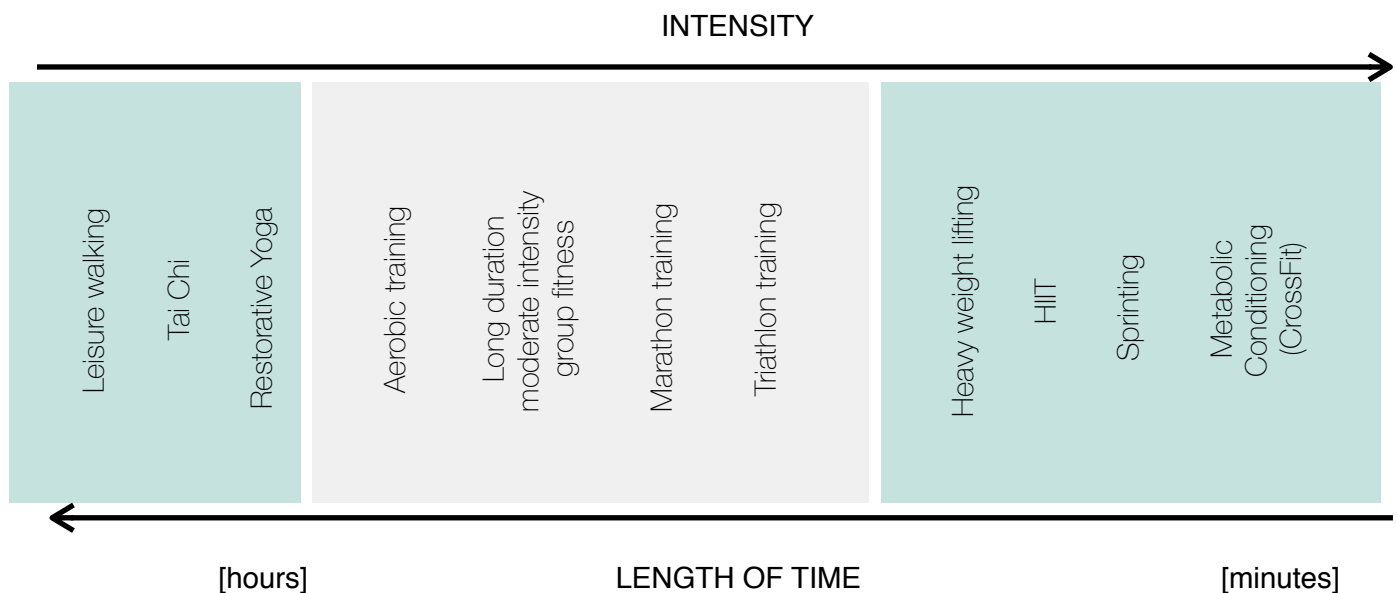 INTENSITY
Leisure walking
Tai Chi
Restorative Yoga
Aerobic training
Long duration
moderate intensity
group fitness
Marathon training
Triathlon training
Heavy weight lifting
HIIT
Sprinting
Metabolic
Conditioning
(CrossFit)
[hours]
LENGTH OF TIME
[minutes]